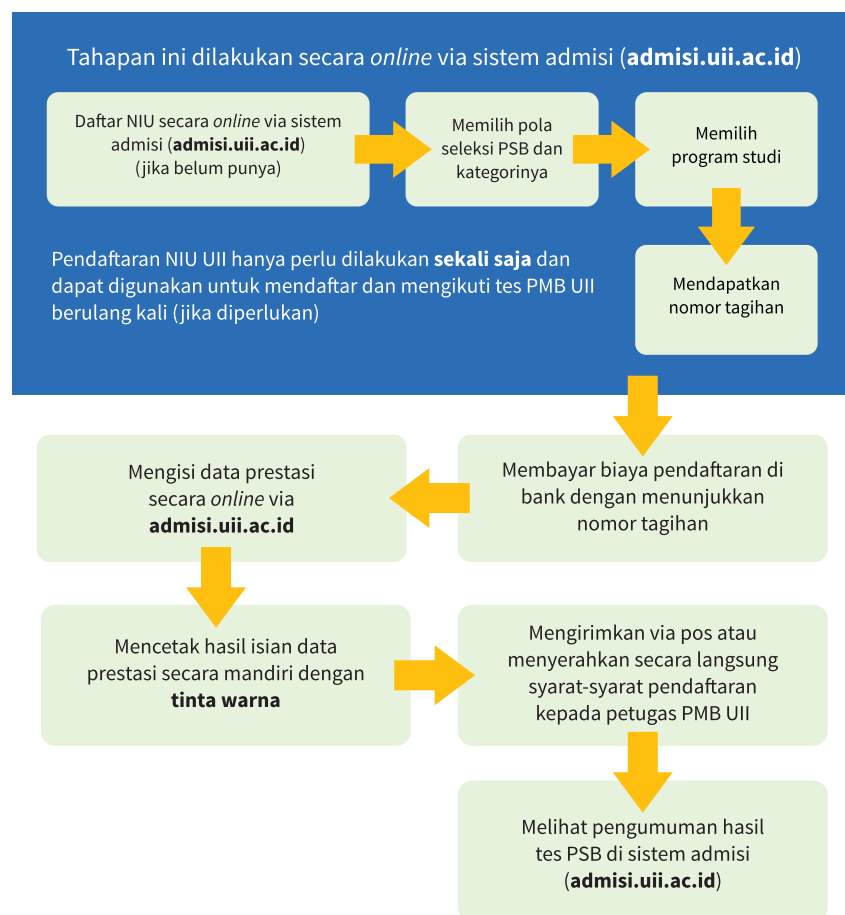 Tahapan ini dilakukan secara online via sistem admisi (admisi.uii.ac.id)
Daftar NIU secara online via sistem
admisi (admisi.uii.ac.id)
(jika belum punya)
Memilih pola
seleksi PSB dan
kategorinya
Memilih
program studi
Pendaftaran NIU UII hanya perlu dilakukan sekali saja dan
dapat digunakan untuk mendaftar dan mengikuti tes PMB UII
berulang kali (jika diperlukan)
Mendapatkan
nomor tagihan
Membayar biaya pendaftaran di
bank dengan menunjukkan
nomor tagihan
Mengisi data prestasi
secara online via
admisi.uii.ac.id
Mencetak hasil isian data
prestasi secara mandiri dengan
tinta warna
Mengirimkan via pos atau
menyerahkan secara langsung
syarat-syarat pendaftaran
kepada petugas PMB UII
Melihat pengumuman hasil
tes PSB di sistem admisi
(admisi.uii.ac.id)